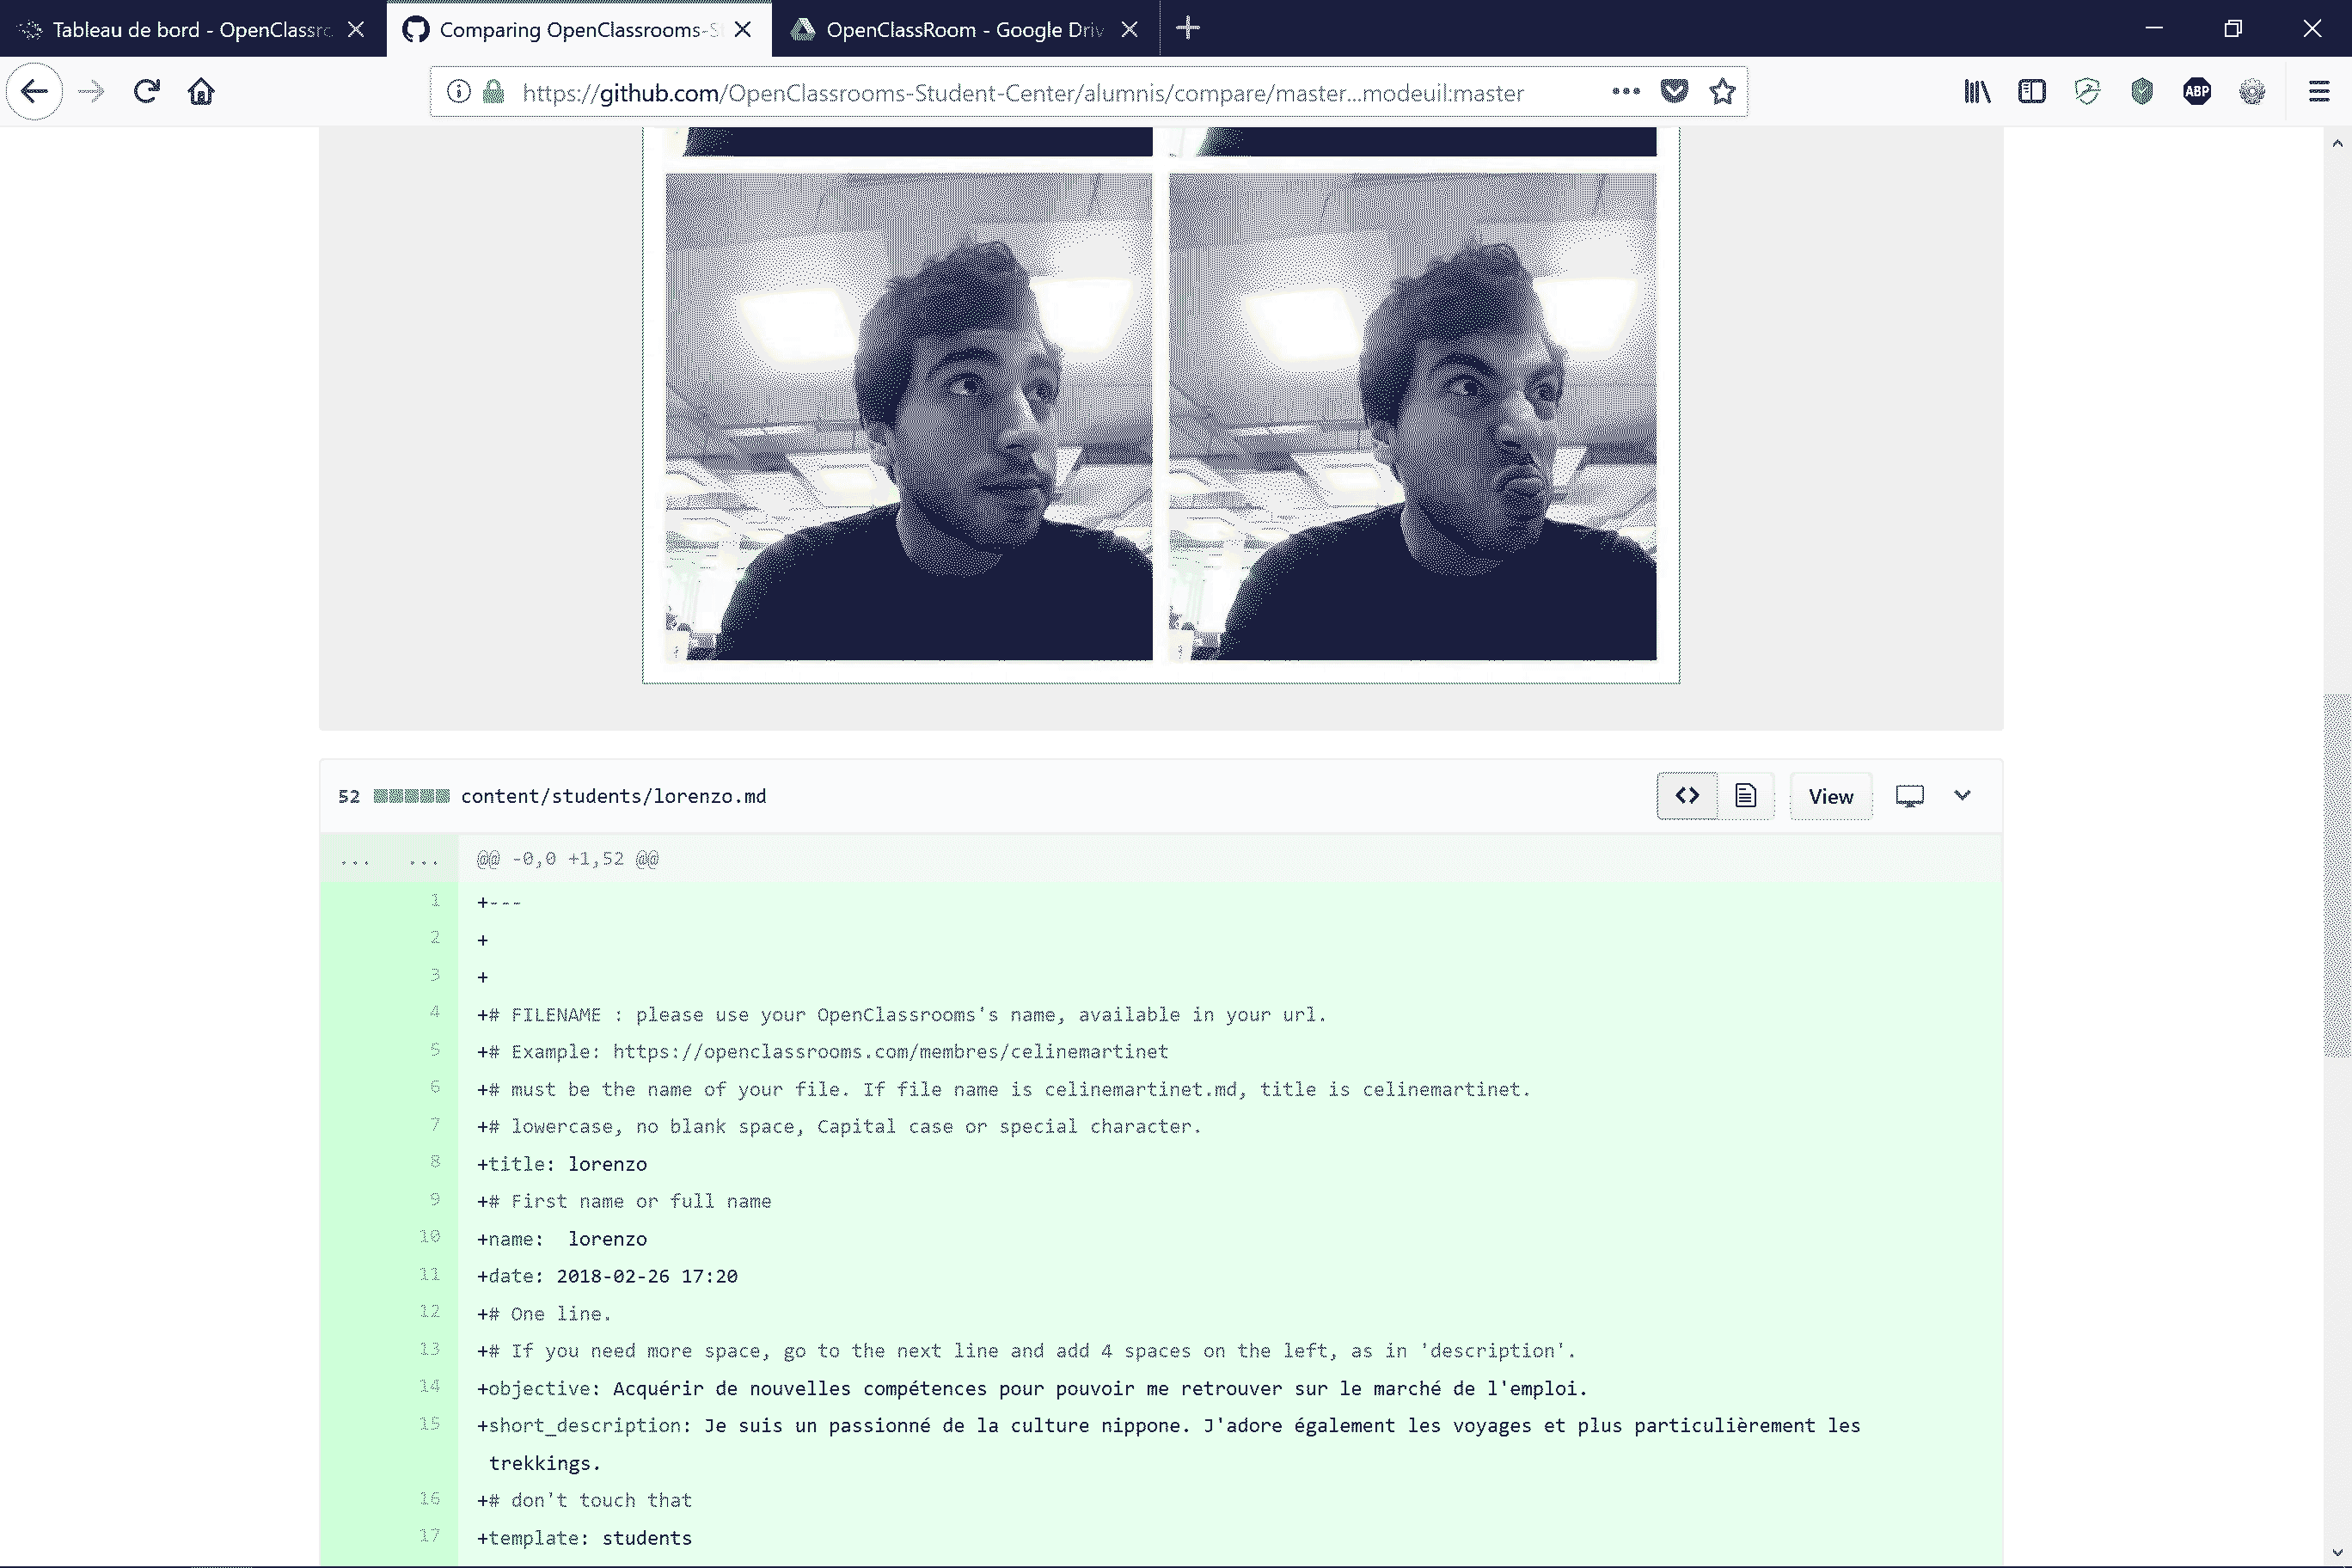 Tableau de bord - OpenClassro
Comparing OpenClassrooms-S
OpenClassRoom - Google Driv
https://github.com/OpenClassrooms-Student-Center/alumnis/compare/master...modeuil:master
ABP
52 content/students/lorenzo.md
View
... ... @@ -0,0 +1,52 @@
1 +---
2 +
3 +
4 +# FILENAME : please use your OpenClassrooms's name, available in your url.
5 +# Example: https://openclassrooms.com/membres/celinemartinet
6 +# must be the name of your file. If file name is celinemartinet.md, title is celinemartinet.
7 +# lowercase, no blank space, Capital case or special character.
8 +title: lorenzo
9 +# First name or full name
10 +name:  lorenzo
11 +date: 2018-02-26 17:20
12 +# One line.
13 +# If you need more space, go to the next line and add 4 spaces on the left, as in 'description'.
14 +objective: Acquérir de nouvelles compétences pour pouvoir me retrouver sur le marché de l'emploi.
15 +short_description: Je suis un passionné de la culture nippone. J'adore également les voyages et plus particulièrement les
trekkings.
16 +# don't touch that
17 +template: students